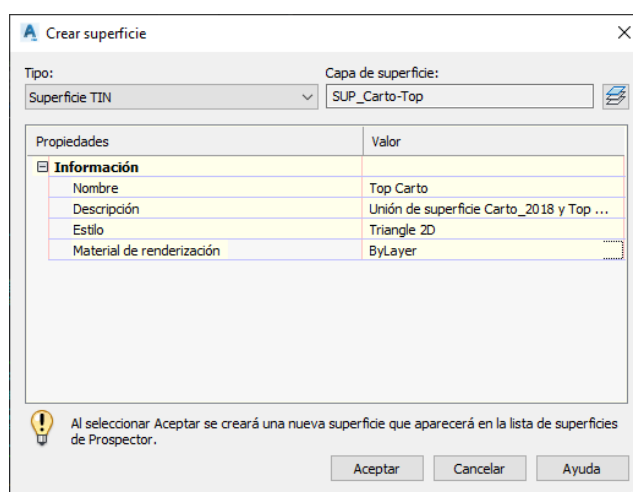 Crear superficie
Tipo: Capa de superficie:
Superficie TIN SUP_Carto-Top
Propiedades Valor
Información
Nombre Top Carto
Descripción Unión de superficie Carto_2018 y Top ...
Estilo Triangle 2D
Material de renderización ByLayer
Al seleccionar Aceptar se creará una nueva superficie que aparecerá en la lista de superficies
de Prospector.
Aceptar Cancelar Ayuda